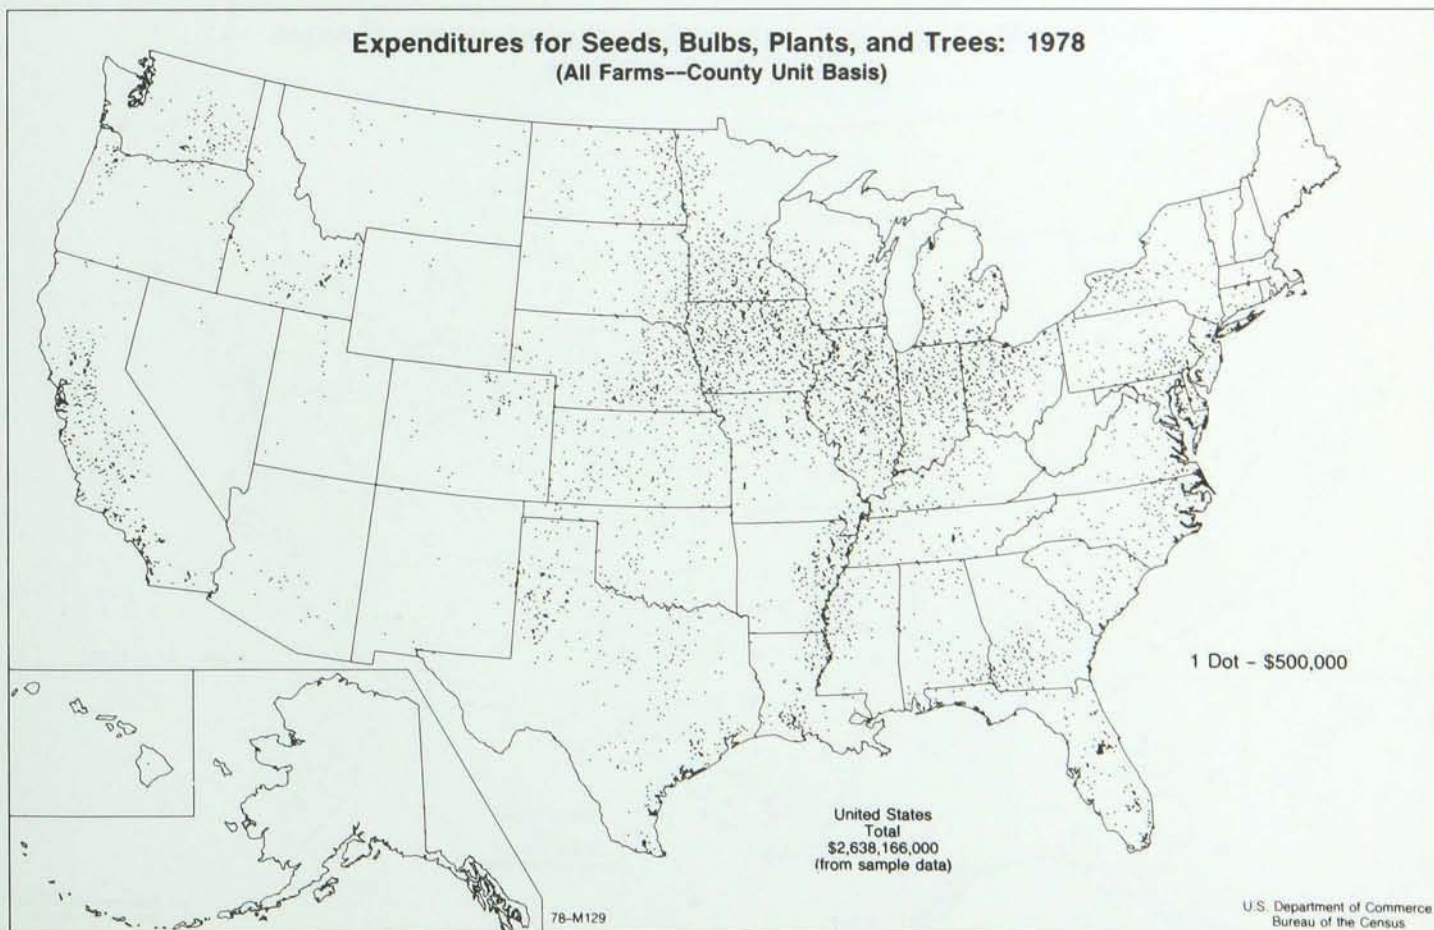 Expenditures for Seeds, Bulbs, Plants, and Trees: 1978
(All Farms--County Unit Basis)
1 Dot - $500,000
United States
Total
$2,638,166,000
(from sample data)
78-M129
U.S. Department of Commerce
Bureau of the Census